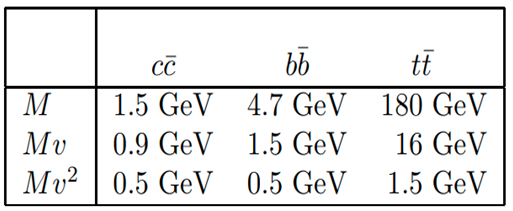 cc̄ bb̄ tt̄
M 1.5 GeV 4.7 GeV 180 GeV
Mv 0.9 GeV 1.5 GeV 16 GeV
Mv² 0.5 GeV 0.5 GeV 1.5 GeV